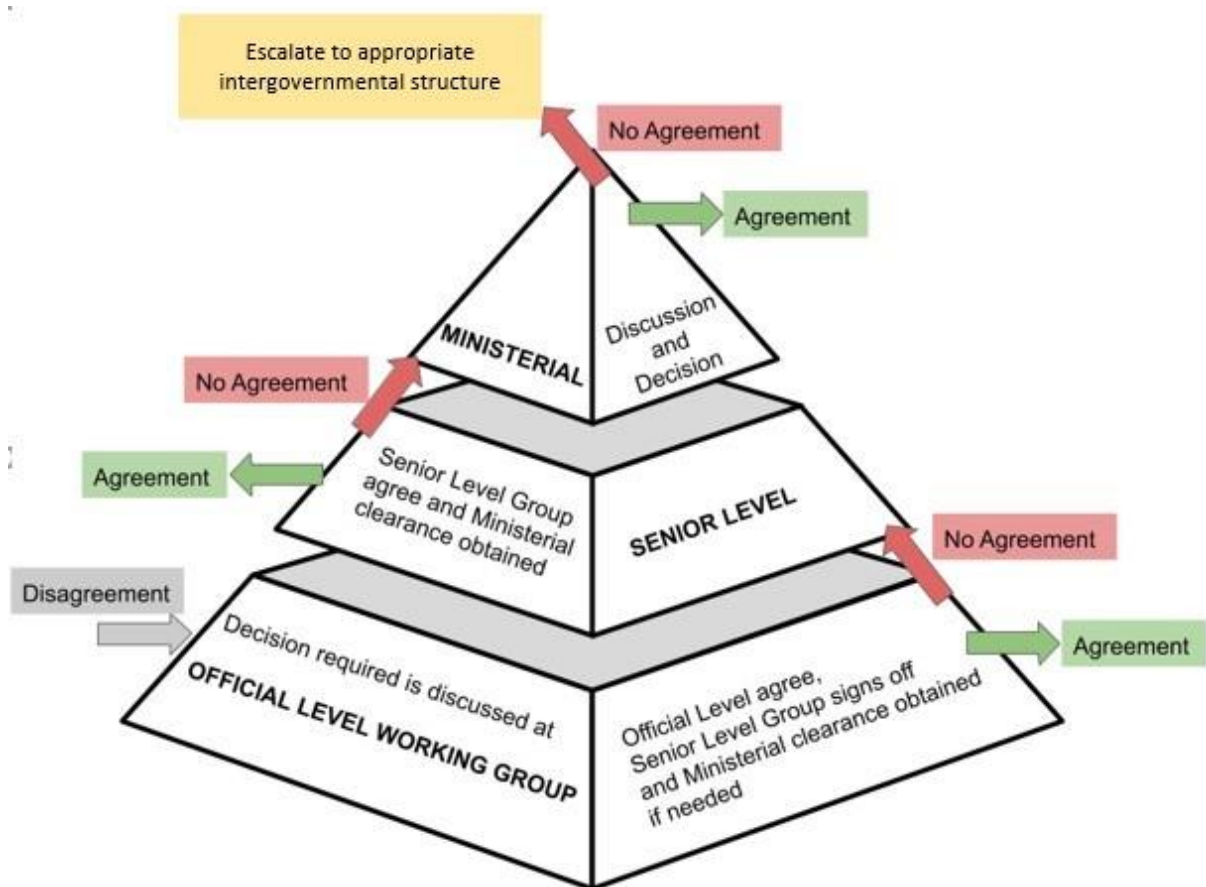 Escalate to appropriate
intergovernmental structure
No Agreement
Agreement
MINISTERIAL
Discussion
and
Decision
No Agreement
Agreement
Senior Level Group
agree and Ministerial
clearance obtained
SENIOR LEVEL
No Agreement
Agreement
Disagreement
Decision required is discussed at
OFFICIAL LEVEL WORKING GROUP
Official Level agree,
Senior Level Group signs off
and Ministerial clearance obtained
if needed